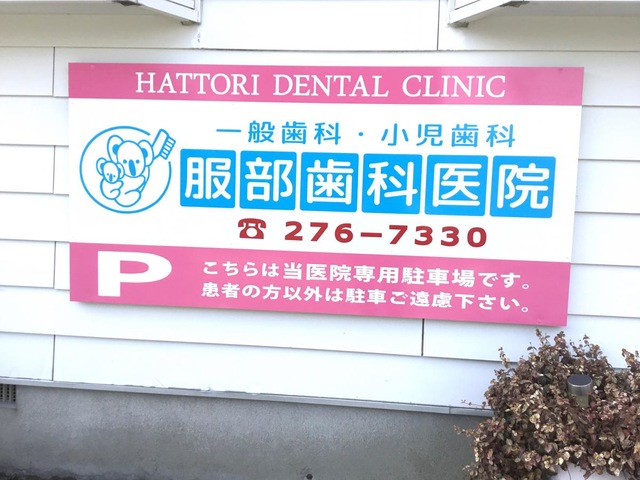 HATTORI DENTAL CLINIC
一般歯科・小児歯科
服部歯科医院
☎ 276-7330
P
こちらは当医院専用駐車場です。
患者の方以外は駐車ご遠慮下さい。